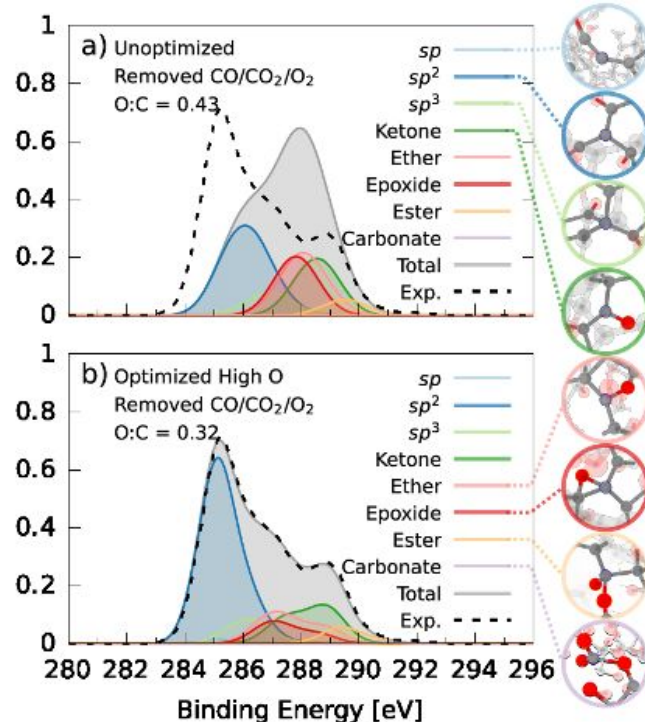 1
a) Unoptimized
Removed CO/CO₂/O₂
O:C = 0.43
0.8
0.6
0.4
0.2
0
sp
sp²
sp³
Ketone
Ether
Epoxide
Ester
Carbonate
Total
Exp.
1
b) Optimized High O
Removed CO/CO₂/O₂
O:C = 0.32
0.8
0.6
0.4
0.2
0
sp
sp²
sp³
Ketone
Ether
Epoxide
Ester
Carbonate
Total
Exp.
280 282 284 286 288 290 292 294 296
Binding Energy [eV]